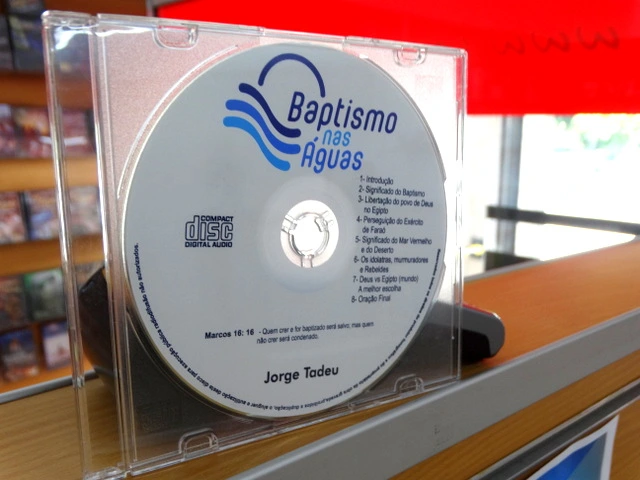 Baptismo
nas
Águas
1- Introdução
2- Significado do Baptismo
3- Libertação do povo de Deus
no Egipto
4- Perseguição do Exército
de Faraó
5- Significado do Mar Vermelho
e do Deserto
6- Os idolatras, murmuradores
e Rebeldes
7- Deus vs Egipto (mundo)
A melhor escolha
8- Oração Final
COMPACT
disc
DIGITAL AUDIO
Marcos 16: 16 - Quem crer e for baptizado será salvo; mas quem
não crer será condenado.
Jorge Tadeu
www